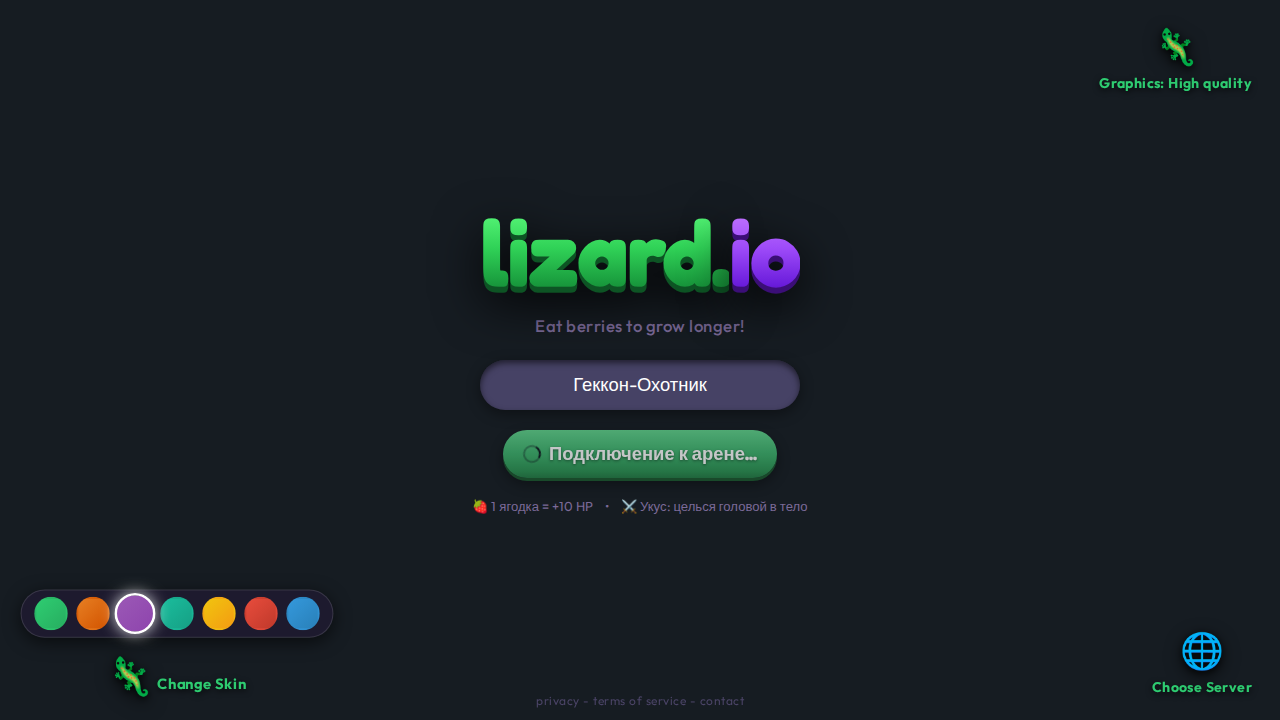 Graphics: High quality
lizard.io
Eat berries to grow longer!
Геккон-Охотник
Подключение к арене...
1 ягодка = +10 HP • Укус: целься головой в тело
Change Skin
Choose Server
privacy - terms of service - contact